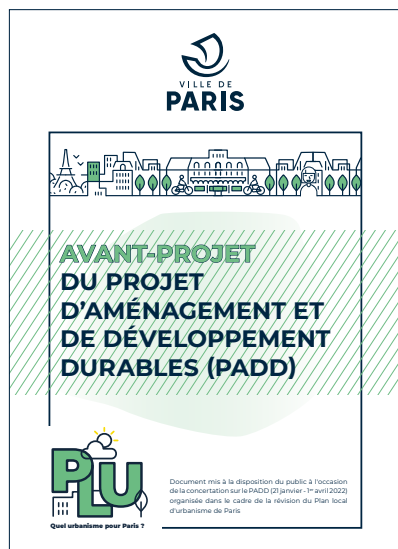 VILLE DE
PARIS
AVANT-PROJET
DU PROJET
D'AMÉNAGEMENT ET
DE DÉVELOPPEMENT
DURABLES (PADD)
PLU
Quel urbanisme pour Paris ?
Document mis à la disposition du public à l'occasion
de la concertation sur le PADD (21 janvier - 1er avril 2022)
organisée dans le cadre de la révision du Plan local
d'urbanisme de Paris